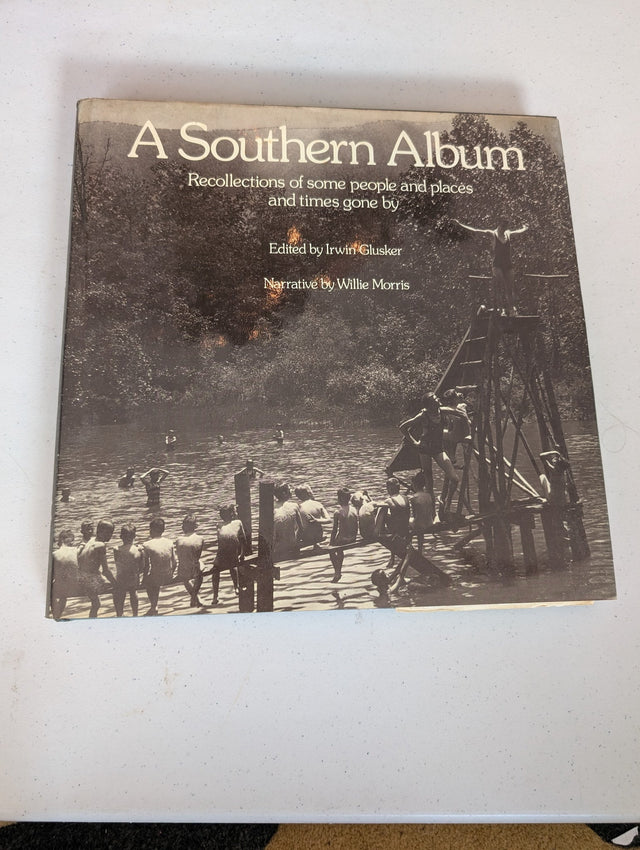 A Southern Album
Recollections of some people and places
and times gone by
Edited by Irwin Glusker
Narrative by Willie Morris